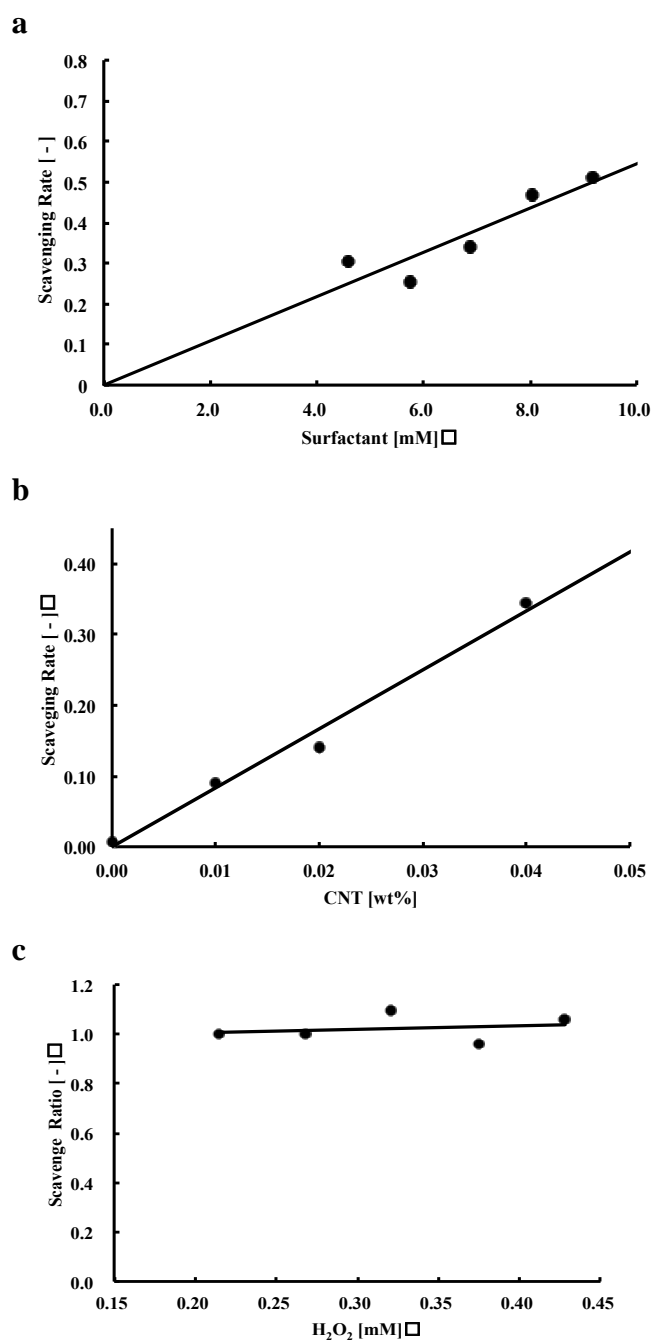 a
0.8
0.7
0.6
0.5
0.4
0.3
0.2
0.1
0
Scavenging Rate [ - ]
0.0 2.0 4.0 6.0 8.0 10.0
Surfactant [mM]□
b
0.40
0.30
0.20
0.10
0.00
Scaveging Rate [ - ]□
0.00 0.01 0.02 0.03 0.04 0.05
CNT [wt%]
c
1.2
1.0
0.8
0.6
0.4
0.2
0.0
Scavenge Ratio [ - ]□
0.15 0.20 0.25 0.30 0.35 0.40 0.45
H₂O₂ [mM]□